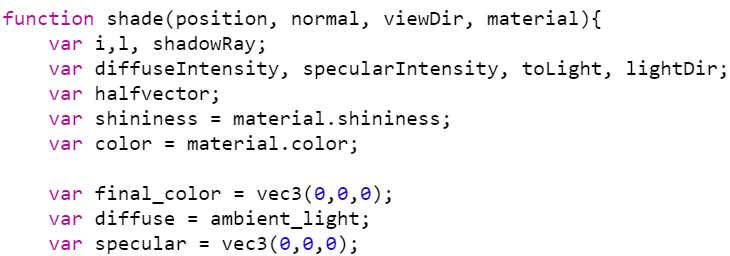 function shade(position, normal, viewDir, material){
    var i,l, shadowRay;
    var diffuseIntensity, specularIntensity, toLight, lightDir;
    var halfvector;
    var shininess = material.shininess;
    var color = material.color;

    var final_color = vec3(0,0,0);
    var diffuse = ambient_light;
    var specular = vec3(0,0,0);